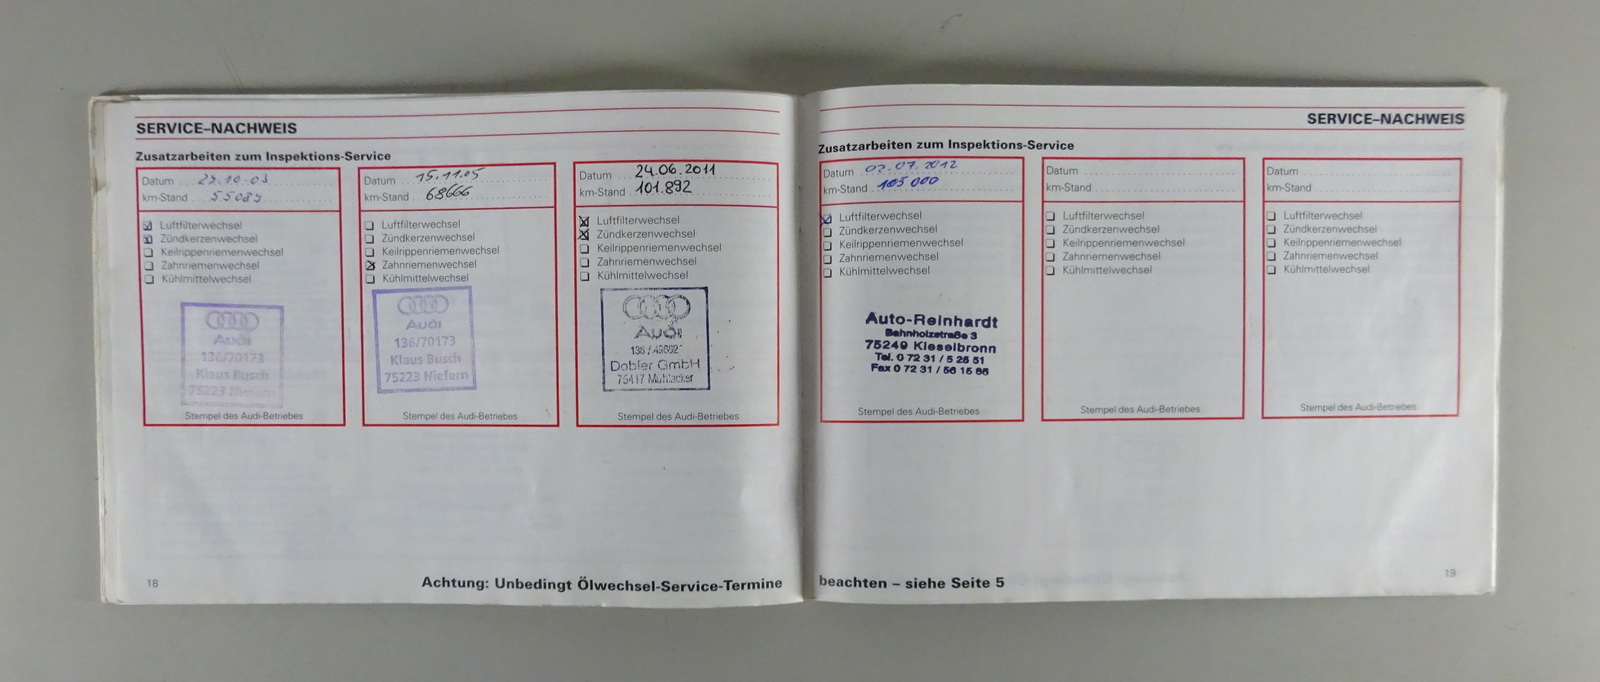 SERVICE–NACHWEIS
Zusatzarbeiten zum Inspektions-Service
Datum
km-Stand
Luftfilterwechsel
Zündkerzenwechsel
Keilrippenriemenwechsel
Zahnriemenwechsel
Kühlmittelwechsel
Audi
136/70173
Klaus Busch
75223 Niefern
Stempel des Audi-Betriebes
Datum 15.11.05
km-Stand 68666
Luftfilterwechsel
Zündkerzenwechsel
Keilrippenriemenwechsel
Zahnriemenwechsel
Kühlmittelwechsel
Audi
136/70173
Klaus Busch
75223 Niefern
Stempel des Audi-Betriebes
Datum 24.06.2011
km-Stand 101.892
Luftfilterwechsel
Zündkerzenwechsel
Keilrippenriemenwechsel
Zahnriemenwechsel
Kühlmittelwechsel
Audi
Dobler GmbH
75417 Mühlacker
Stempel des Audi-Betriebes
18
Achtung: Unbedingt Ölwechsel-Service-Termine
SERVICE–NACHWEIS
Zusatzarbeiten zum Inspektions-Service
Datum 02.07.2012
km-Stand 105 000
Luftfilterwechsel
Zündkerzenwechsel
Keilrippenriemenwechsel
Zahnriemenwechsel
Kühlmittelwechsel
Auto-Reinhardt
Bahnholzstraße 3
75249 Kieselbronn
Tel. 0 72 31 / 5 25 51
Fax 0 72 31 / 56 15 66
Stempel des Audi-Betriebes
Datum
km-Stand
Luftfilterwechsel
Zündkerzenwechsel
Keilrippenriemenwechsel
Zahnriemenwechsel
Kühlmittelwechsel
Stempel des Audi-Betriebes
Datum
km-Stand
Luftfilterwechsel
Zündkerzenwechsel
Keilrippenriemenwechsel
Zahnriemenwechsel
Kühlmittelwechsel
Stempel des Audi-Betriebes
beachten – siehe Seite 5
19